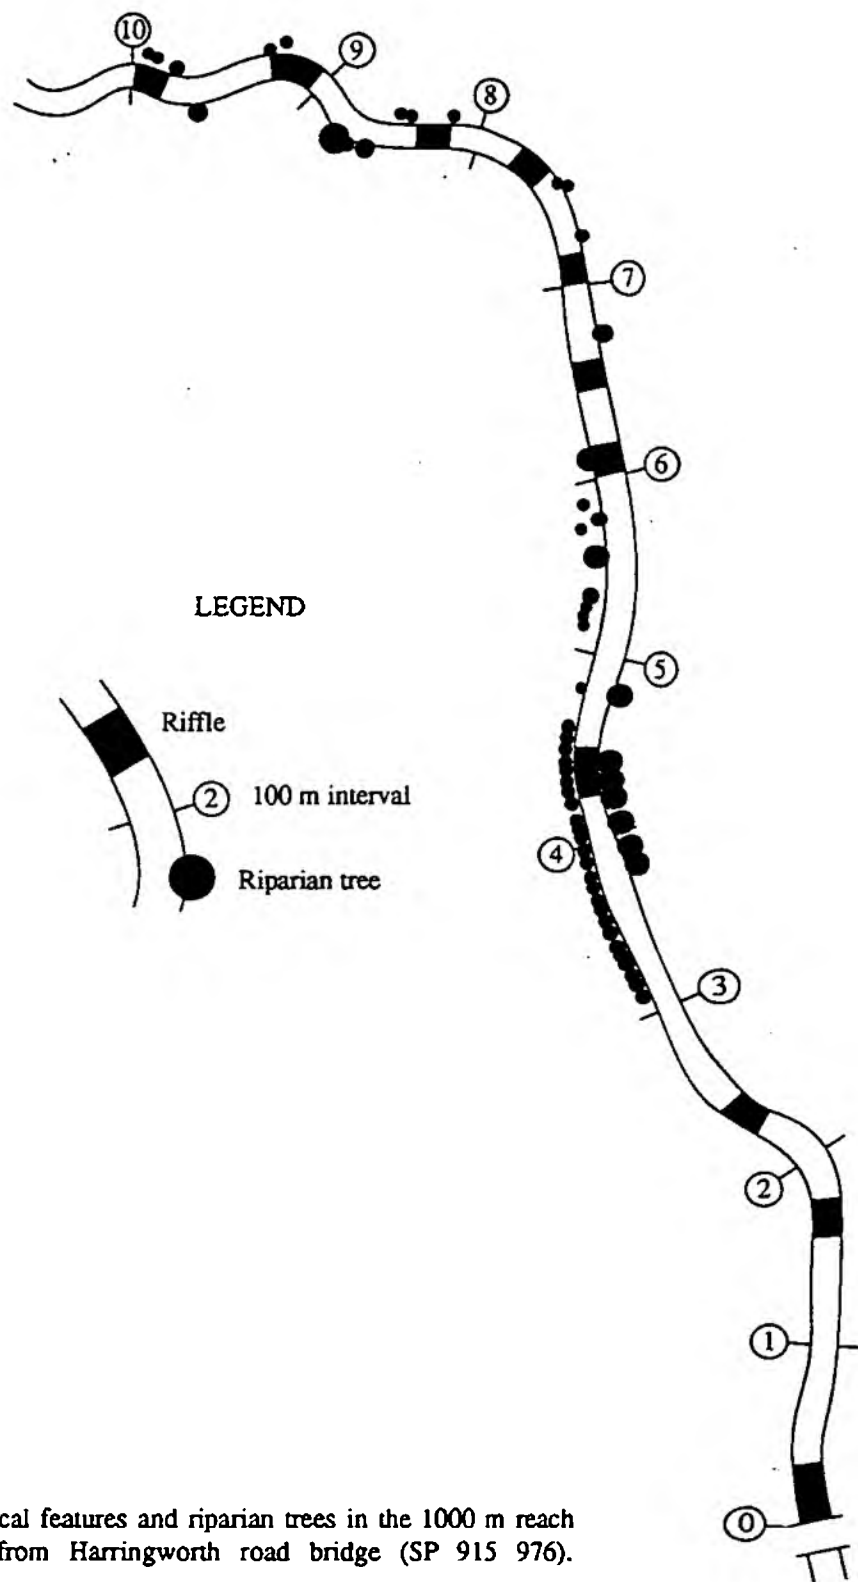 10
9
8
7
6
LEGEND
5
Riffle
2 100 m interval
4
Riparian tree
3
2
1
cal features and riparian trees in the 1000 m reach
from Harringworth road bridge (SP 915 976).
0